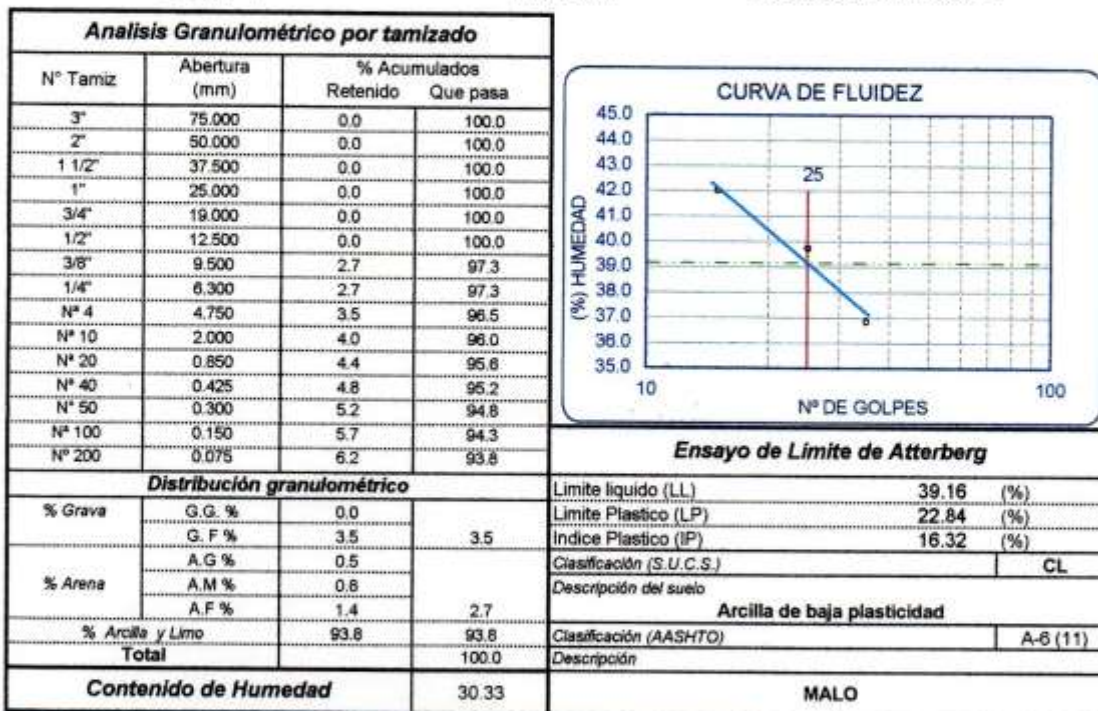 Analisis Granulométrico por tamizado
N° Tamiz Abertura (mm) % Acumulados
Retenido Que pasa
3" 75.000 0.0 100.0
2" 50.000 0.0 100.0
1 1/2" 37.500 0.0 100.0
1" 25.000 0.0 100.0
3/4" 19.000 0.0 100.0
1/2" 12.500 0.0 100.0
3/8" 9.500 2.7 97.3
1/4" 6.300 2.7 97.3
Nª 4 4.750 3.5 96.5
Nª 10 2.000 4.0 96.0
Nª 20 0.850 4.4 95.6
Nª 40 0.425 4.8 95.2
N° 50 0.300 5.2 94.8
Nª 100 0.150 5.7 94.3
N° 200 0.075 6.2 93.8
Distribución granulométrico
% Grava G.G. % 0.0
G. F % 3.5 3.5
A.G % 0.5
% Arena A.M % 0.8
A.F % 1.4 2.7
% Arcilla y Limo 93.8 93.8
Total 100.0
Contenido de Humedad 30.33
CURVA DE FLUIDEZ
45.0
44.0
43.0
42.0
41.0
40.0
39.0
38.0
37.0
36.0
35.0
(%) HUMEDAD
25
10 100
Nª DE GOLPES
Ensayo de Limite de Atterberg
Limite liquido (LL) 39.16 (%)
Limite Plastico (LP) 22.84 (%)
Indice Plastico (IP) 16.32 (%)
Clasificación (S.U.C.S.) CL
Descripción del suelo
Arcilla de baja plasticidad
Clasificación (AASHTO) A-6 (11)
Descripción
MALO